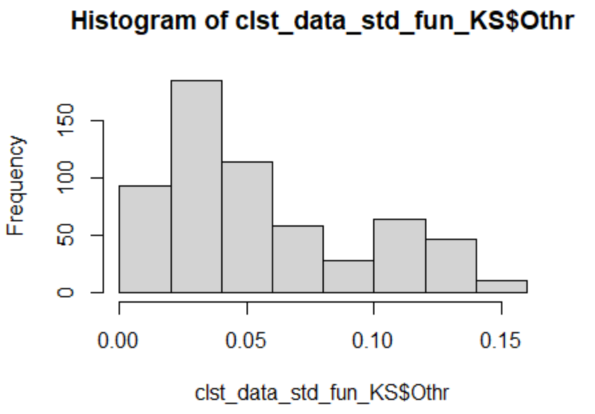 Histogram of clst_data_std_fun_KS$Othr
Frequency
150
100
50
0
0.00 0.05 0.10 0.15
clst_data_std_fun_KS$Othr